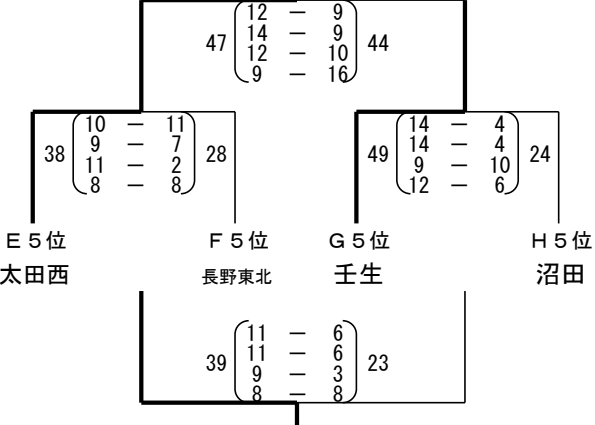 12 － 9
47 14 － 9 44
12 － 10
9 － 16
10 － 11 14 － 4
38 9 － 7 28 49 14 － 4 24
11 － 2 9 － 10
8 － 8 12 － 6
Ｅ５位 Ｆ５位 Ｇ５位 Ｈ５位
太田西 長野東北 壬生 沼田
11 － 6
39 11 － 6 23
9 － 3
8 － 8